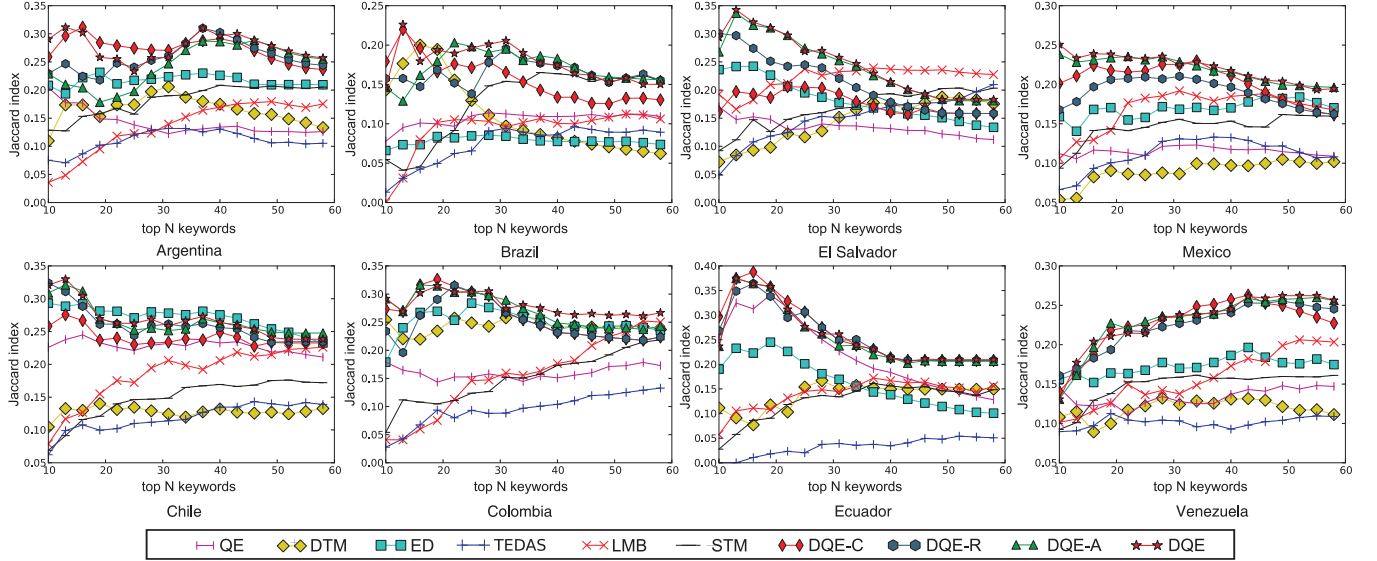 Jaccard index
0.35
0.30
0.25
0.20
0.15
0.10
0.05
0.00
10 20 30 40 50 60
top N keywords
Argentina
Jaccard index
0.25
0.20
0.15
0.10
0.05
0.00
10 20 30 40 50 60
top N keywords
Brazil
Jaccard index
0.35
0.30
0.25
0.20
0.15
0.10
0.05
0.00
10 20 30 40 50 60
top N keywords
El Salvador
Jaccard index
0.30
0.25
0.20
0.15
0.10
0.05
10 20 30 40 50 60
top N keywords
Mexico
Jaccard index
0.35
0.30
0.25
0.20
0.15
0.10
0.05
10 20 30 40 50 60
top N keywords
Chile
Jaccard index
0.35
0.30
0.25
0.20
0.15
0.10
0.05
0.00
10 20 30 40 50 60
top N keywords
Colombia
Jaccard index
0.40
0.35
0.30
0.25
0.20
0.15
0.10
0.05
0.00
10 20 30 40 50 60
top N keywords
Ecuador
Jaccard index
0.30
0.25
0.20
0.15
0.10
0.05
10 20 30 40 50 60
top N keywords
Venezuela
QE DTM ED TEDAS LMB STM DQE-C DQE-R DQE-A DQE